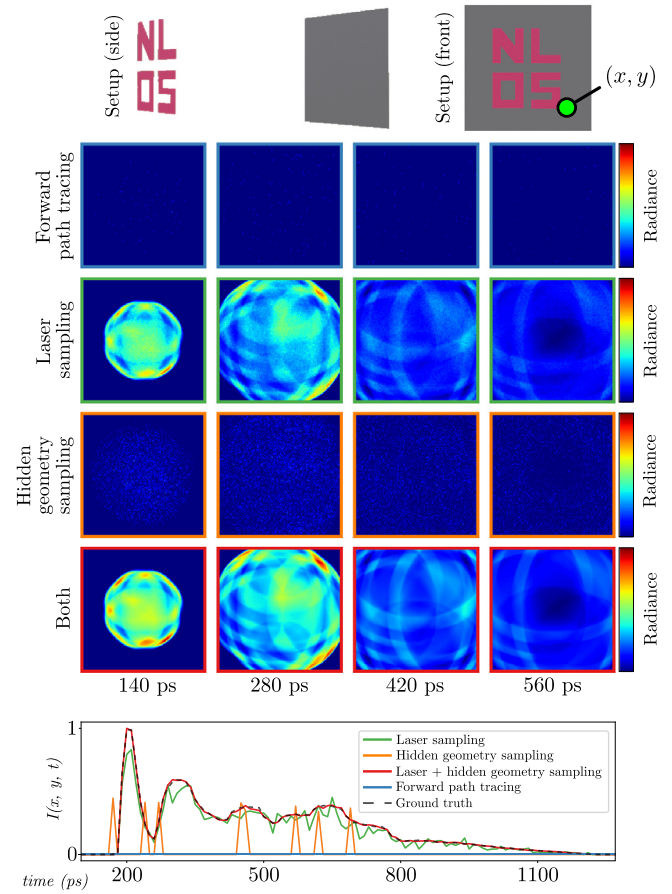 Setup (side)
NL
OS
Setup (front)
NL
OS
(x, y)
Forward
path tracing
Radiance
Laser
sampling
Radiance
Hidden
geometry
sampling
Radiance
Both
Radiance
140 ps
280 ps
420 ps
560 ps
1
I(x, y, t)
0
Laser sampling
Hidden geometry sampling
Laser + hidden geometry sampling
Forward path tracing
Ground truth
time (ps)
200
500
800
1100